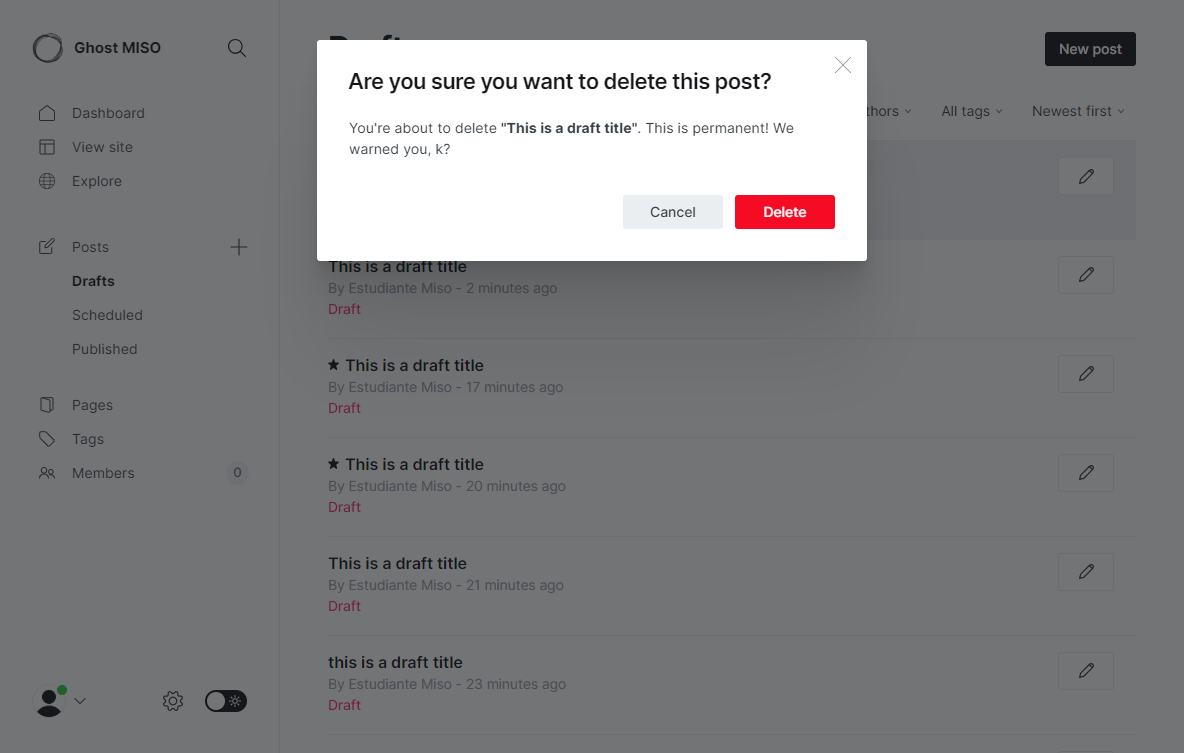 Ghost MISO
Dashboard
View site
Explore
Posts
Drafts
Scheduled
Published
Pages
Tags
Members 0
New post
All tags
Newest first
Are you sure you want to delete this post?
You're about to delete "This is a draft title". This is permanent! We
warned you, k?
Cancel
Delete
This is a draft title
By Estudiante Miso - 2 minutes ago
Draft
This is a draft title
By Estudiante Miso - 17 minutes ago
Draft
This is a draft title
By Estudiante Miso - 20 minutes ago
Draft
This is a draft title
By Estudiante Miso - 21 minutes ago
Draft
this is a draft title
By Estudiante Miso - 23 minutes ago
Draft